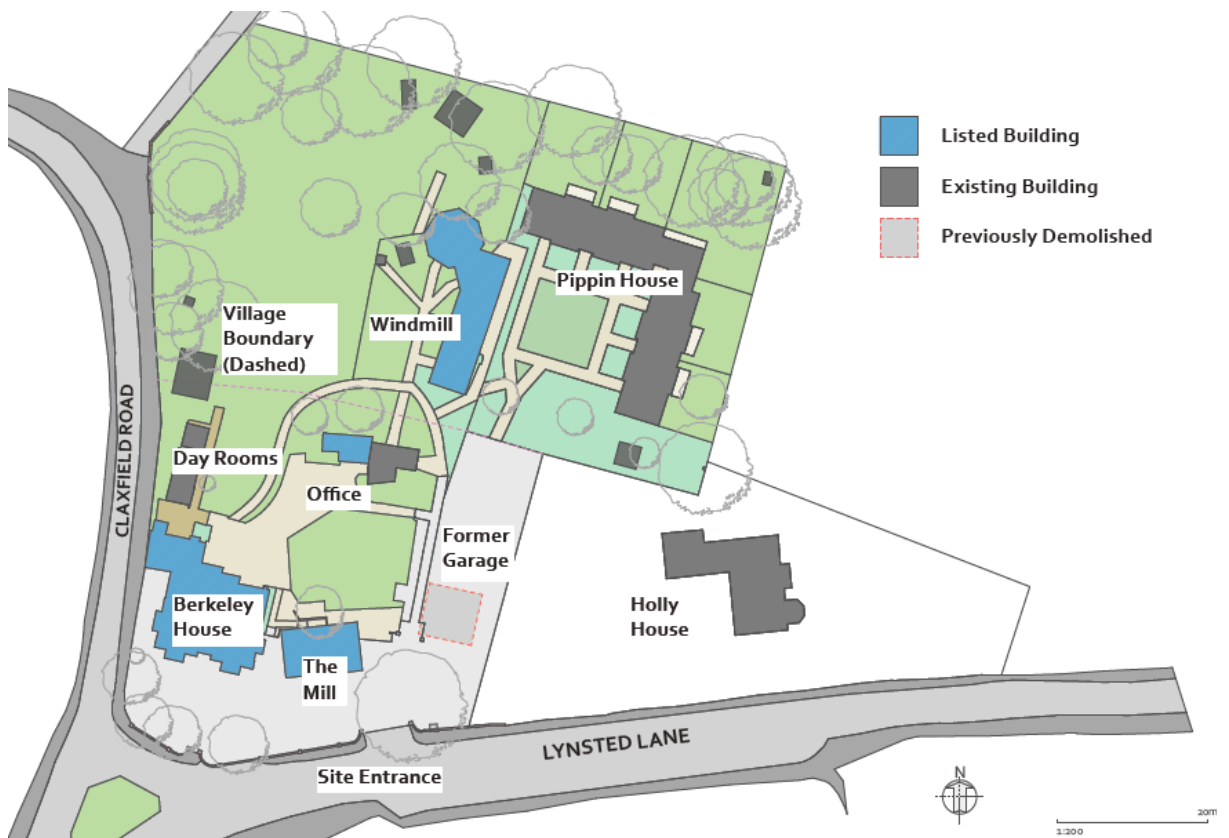 Listed Building
Existing Building
Previously Demolished
Pippin House
Windmill
Village
Boundary
(Dashed)
Day Rooms
Office
CLAXFIELD ROAD
Former
Garage
Berkeley
House
Holly
House
The
Mill
LYNSTED LANE
Site Entrance
N
20m
1:200